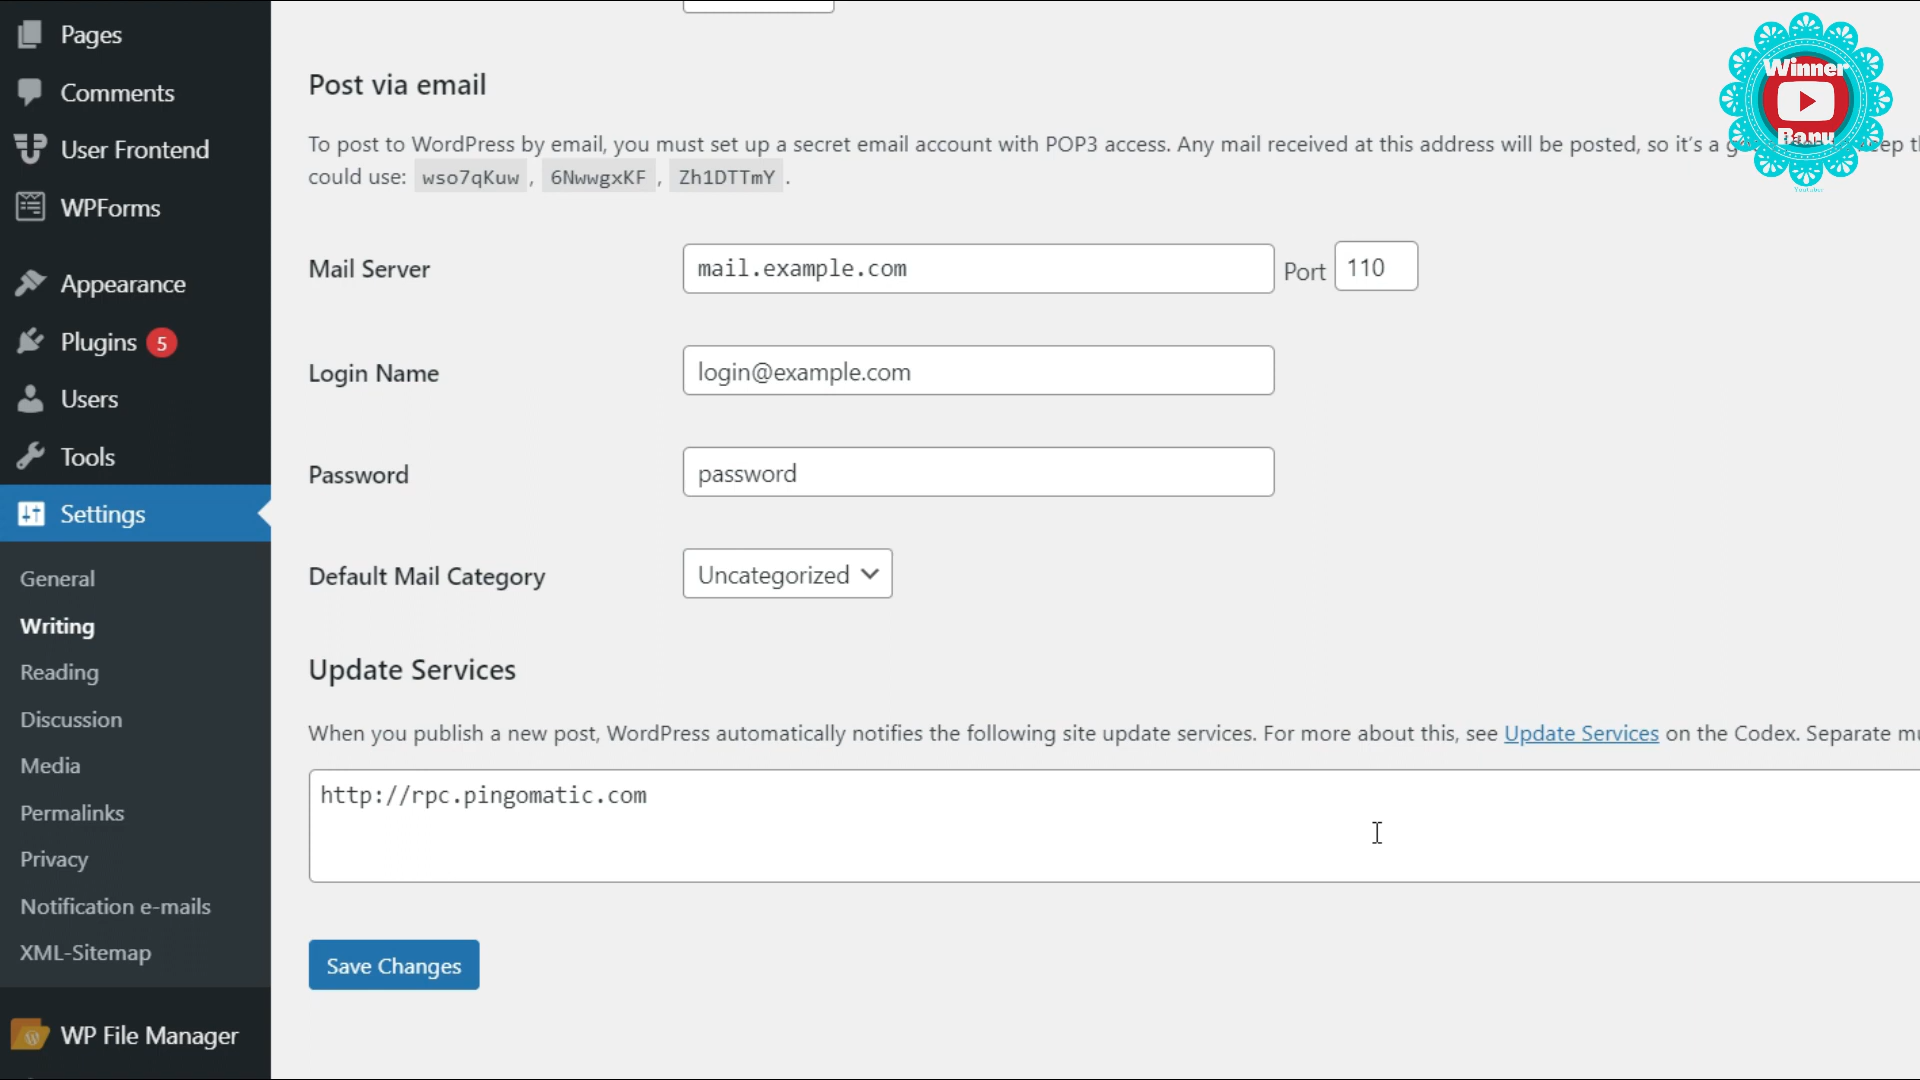 Pages
Comments
User Frontend
WPForms
Appearance
Plugins 5
Users
Tools
Settings
General
Writing
Reading
Discussion
Media
Permalinks
Privacy
Notification e-mails
XML-Sitemap
WP File Manager
Post via email
To post to WordPress by email, you must set up a secret email account with POP3 access. Any mail received at this address will be posted, so it's a
could use: wso7qKuw , 6NwwgxKF , Zh1DTTmY .
Mail Server mail.example.com Port 110
Login Name login@example.com
Password password
Default Mail Category Uncategorized
Update Services
When you publish a new post, WordPress automatically notifies the following site update services. For more about this, see Update Services on the Codex. Separate
http://rpc.pingomatic.com
Save Changes
Winner
Banu
Youtuber